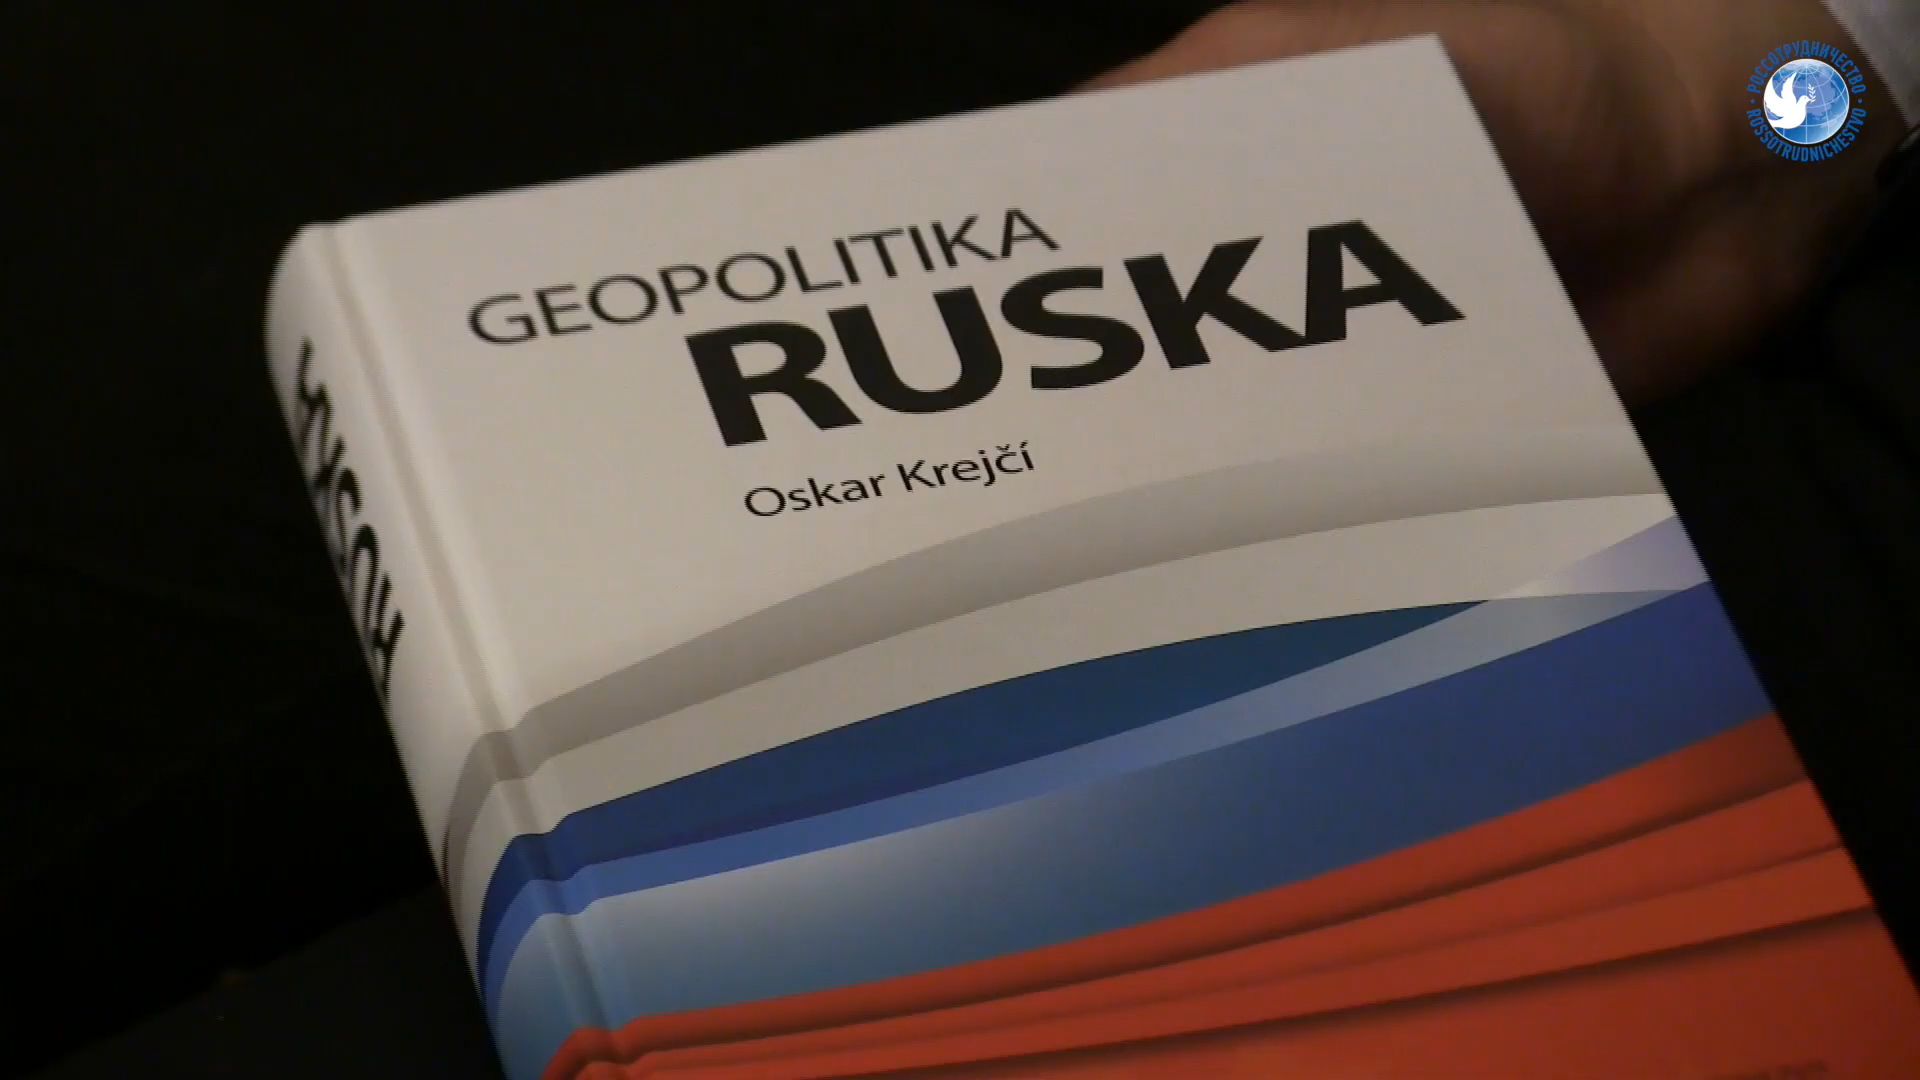 GEOPOLITIKA
RUSKA
Oskar Krejčí
РОССОТРУДНИЧЕСТВО
ROSSOTRUDNICHESTVO